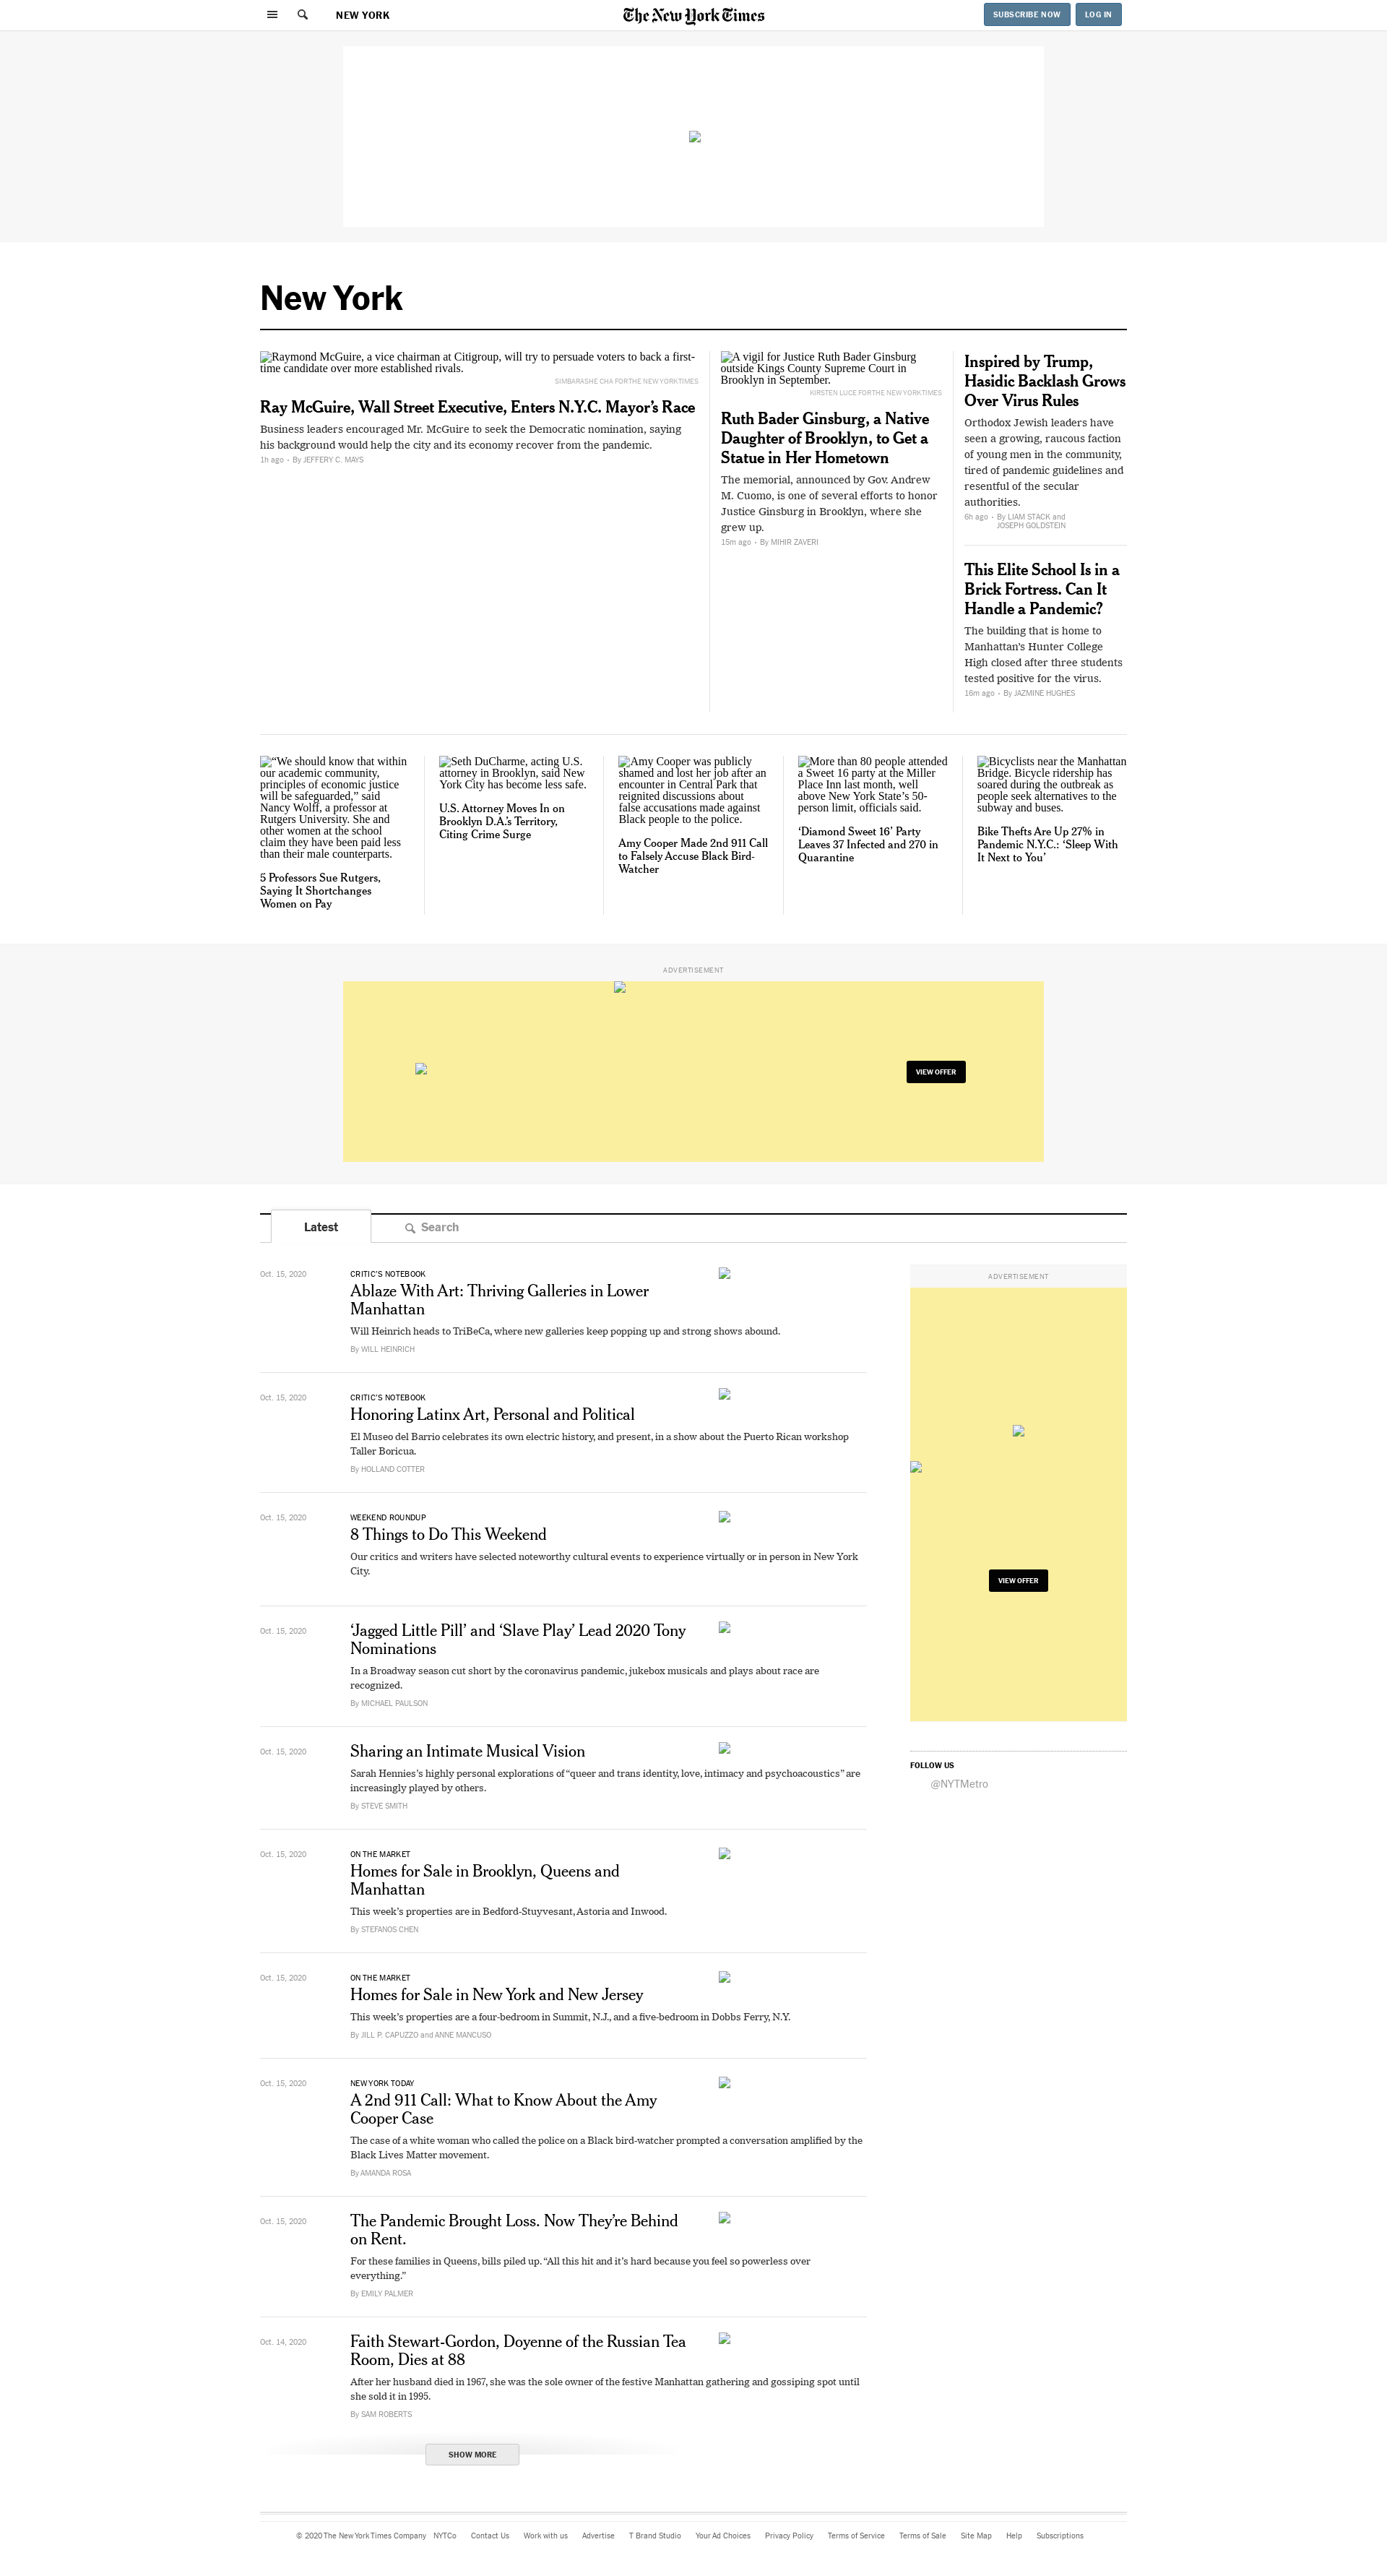 NEW YORK
The New York Times
SUBSCRIBE NOW
LOG IN
New York
Raymond McGuire, a vice chairman at Citigroup, will try to persuade voters to back a first-
time candidate over more established rivals.
SIMBARASHE CHA FOR THE NEW YORK TIMES
Ray McGuire, Wall Street Executive, Enters N.Y.C. Mayor’s Race
Business leaders encouraged Mr. McGuire to seek the Democratic nomination, saying
his background would help the city and its economy recover from the pandemic.
1h ago • By JEFFERY C. MAYS
A vigil for Justice Ruth Bader Ginsburg
outside Kings County Supreme Court in
Brooklyn in September.
KIRSTEN LUCE FOR THE NEW YORK TIMES
Ruth Bader Ginsburg, a Native
Daughter of Brooklyn, to Get a
Statue in Her Hometown
The memorial, announced by Gov. Andrew
M. Cuomo, is one of several efforts to honor
Justice Ginsburg in Brooklyn, where she
grew up.
15m ago • By MIHIR ZAVERI
Inspired by Trump,
Hasidic Backlash Grows
Over Virus Rules
Orthodox Jewish leaders have
seen a growing, raucous faction
of young men in the community,
tired of pandemic guidelines and
resentful of the secular
authorities.
6h ago • By LIAM STACK and
JOSEPH GOLDSTEIN
This Elite School Is in a
Brick Fortress. Can It
Handle a Pandemic?
The building that is home to
Manhattan’s Hunter College
High closed after three students
tested positive for the virus.
16m ago • By JAZMINE HUGHES
“We should know that within
our academic community,
principles of gender justice
will be safeguarded,” said
Nancy Wolff, a professor at
Rutgers University. She and
other women at the school
claim they have been paid less
than their male counterparts.
5 Professors Sue Rutgers,
Saying It Shortchanges
Women on Pay
Seth DuCharme, acting U.S.
attorney in Brooklyn, said New
York City has become less safe.
U.S. Attorney Moves In on
Brooklyn D.A.’s Territory,
Citing Crime Surge
Amy Cooper was publicly
shamed and lost her job after an
encounter in Central Park that
reignited discussions about
false accusations made against
Black people to the police.
Amy Cooper Made 2nd 911 Call
to Falsely Accuse Black Bird-
Watcher
More than 80 people attended
a Sweet 16 party at the Miller
Place Inn last month, well
above New York State’s 50-
person limit, officials said.
‘Diamond Sweet 16’ Party
Leaves 37 Infected and 270 in
Quarantine
Bicyclists near the Manhattan
Bridge. Bicycle ridership has
soared during the outbreak as
people seek alternatives to the
subway and buses.
Bike Thefts Are Up 27% in
Pandemic N.Y.C.: ‘Sleep With
It Next to You’
ADVERTISEMENT
VIEW OFFER
Latest
Search
Oct. 15, 2020
CRITIC’S NOTEBOOK
Ablaze With Art: Thriving Galleries in Lower
Manhattan
Will Heinrich heads to TriBeCa, where new galleries keep popping up and strong shows abound.
By WILL HEINRICH
Oct. 15, 2020
CRITIC’S NOTEBOOK
Honoring Latinx Art, Personal and Political
El Museo del Barrio celebrates its own electric history, and present, in a show about the Puerto Rican workshop
Taller Boricua.
By HOLLAND COTTER
Oct. 15, 2020
WEEKEND ROUNDUP
8 Things to Do This Weekend
Our critics and writers have selected noteworthy cultural events to experience virtually or in person in New York
City.
Oct. 15, 2020
‘Jagged Little Pill’ and ‘Slave Play’ Lead 2020 Tony
Nominations
In a Broadway season cut short by the coronavirus pandemic, jukebox musicals and plays about race are
recognized.
By MICHAEL PAULSON
Oct. 15, 2020
Sharing an Intimate Musical Vision
Sarah Hennies’s highly personal explorations of “queer and trans identity, love, intimacy and psychoacoustics” are
increasingly played by others.
By STEVE SMITH
Oct. 15, 2020
ON THE MARKET
Homes for Sale in Brooklyn, Queens and
Manhattan
This week’s properties are in Bedford-Stuyvesant, Astoria and Inwood.
By STEFANOS CHEN
Oct. 15, 2020
ON THE MARKET
Homes for Sale in New York and New Jersey
This week’s properties are a four-bedroom in Summit, N.J., and a five-bedroom in Dobbs Ferry, N.Y.
By JILL P. CAPUZZO and ANNE MANCUSO
Oct. 15, 2020
NEW YORK TODAY
A 2nd 911 Call: What to Know About the Amy
Cooper Case
The case of a white woman who called the police on a Black bird-watcher prompted a conversation amplified by the
Black Lives Matter movement.
By AMANDA ROSA
Oct. 15, 2020
The Pandemic Brought Loss. Now They’re Behind
on Rent.
For these families in Queens, bills piled up. “All this hit and it’s hard because you feel so powerless over
everything.”
By EMILY PALMER
Oct. 14, 2020
Faith Stewart-Gordon, Doyenne of the Russian Tea
Room, Dies at 88
After her husband died in 1967, she was the sole owner of the festive Manhattan gathering and gossiping spot until
she sold it in 1995.
By SAM ROBERTS
SHOW MORE
ADVERTISEMENT
VIEW OFFER
FOLLOW US
@NYTMetro
© 2020 The New York Times Company NYTCo Contact Us Work with us Advertise T Brand Studio Your Ad Choices Privacy Policy Terms of Service Terms of Sale Site Map Help Subscriptions